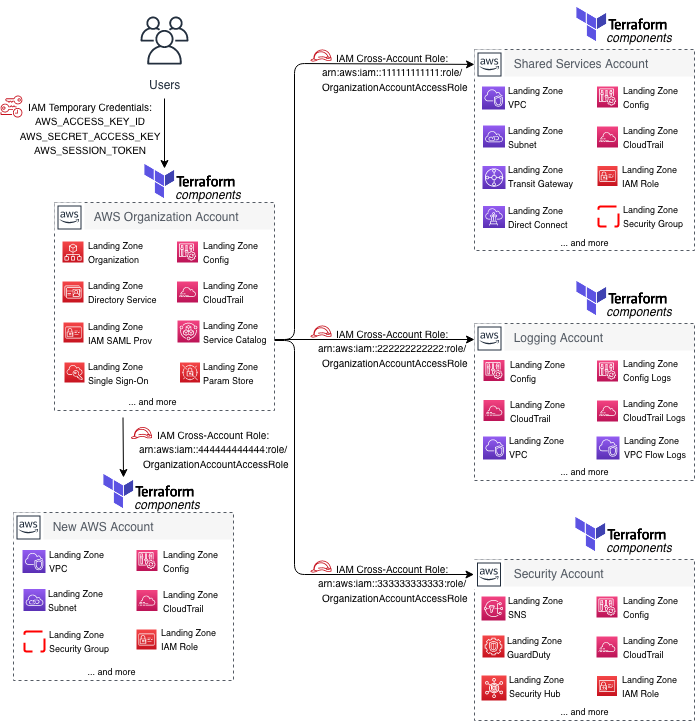 Users
IAM Temporary Credentials:
AWS_ACCESS_KEY_ID
AWS_SECRET_ACCESS_KEY
AWS_SESSION_TOKEN
Terraform
components
aws
AWS Organization Account
Landing Zone
Organization
Landing Zone
Config
Landing Zone
Directory Service
Landing Zone
CloudTrail
Landing Zone
IAM SAML Prov
Landing Zone
Service Catalog
Landing Zone
Single Sign-On
Landing Zone
Param Store
... and more
IAM Cross-Account Role:
arn:aws:iam::444444444444:role/
OrganizationAccountAccessRole
Terraform
components
aws
New AWS Account
Landing Zone
VPC
Landing Zone
Config
Landing Zone
Subnet
Landing Zone
CloudTrail
Landing Zone
Security Group
Landing Zone
IAM Role
... and more
IAM Cross-Account Role:
arn:aws:iam::111111111111:role/
OrganizationAccountAccessRole
Terraform
components
aws
Shared Services Account
Landing Zone
VPC
Landing Zone
Config
Landing Zone
Subnet
Landing Zone
CloudTrail
Landing Zone
Transit Gateway
Landing Zone
IAM Role
Landing Zone
Direct Connect
Landing Zone
Security Group
... and more
IAM Cross-Account Role:
arn:aws:iam::222222222222:role/
OrganizationAccountAccessRole
Terraform
components
aws
Logging Account
Landing Zone
Config
Landing Zone
Config Logs
Landing Zone
CloudTrail
Landing Zone
CloudTrail Logs
Landing Zone
VPC
Landing Zone
VPC Flow Logs
... and more
IAM Cross-Account Role:
arn:aws:iam::333333333333:role/
OrganizationAccountAccessRole
Terraform
components
aws
Security Account
Landing Zone
SNS
Landing Zone
Config
Landing Zone
GuardDuty
Landing Zone
CloudTrail
Landing Zone
Security Hub
Landing Zone
IAM Role
... and more